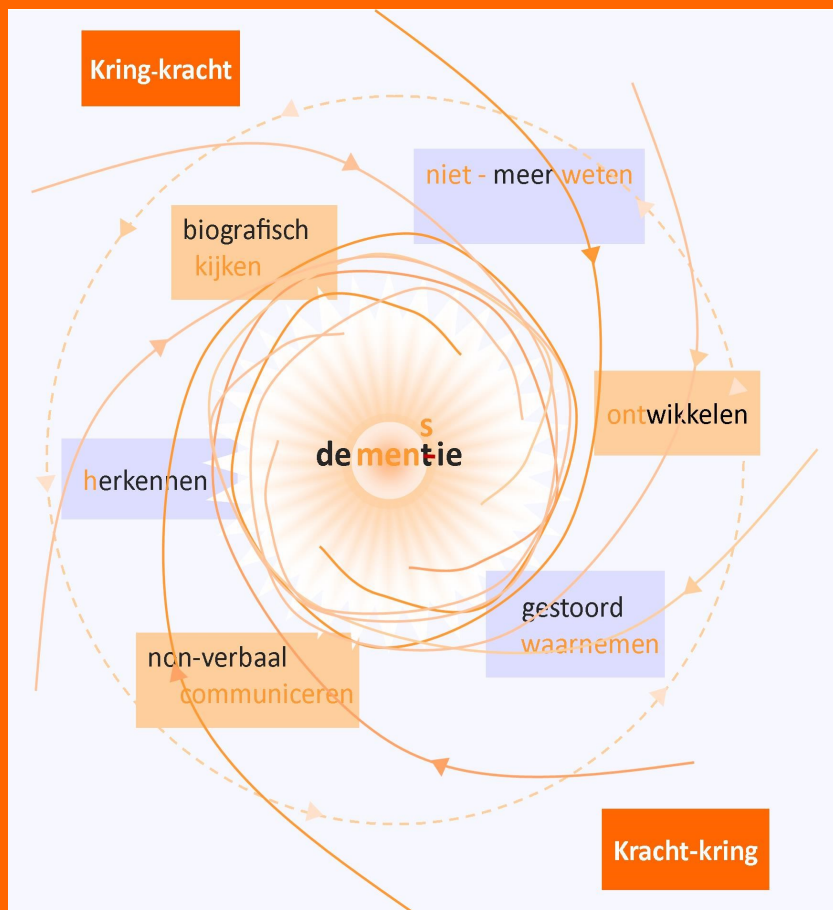 Kring-kracht
niet - meer weten
biografisch
kijken
ontwikkelen
s
dementie
herkennen
gestoord
waarnemen
non-verbaal
communiceren
Kracht-kring